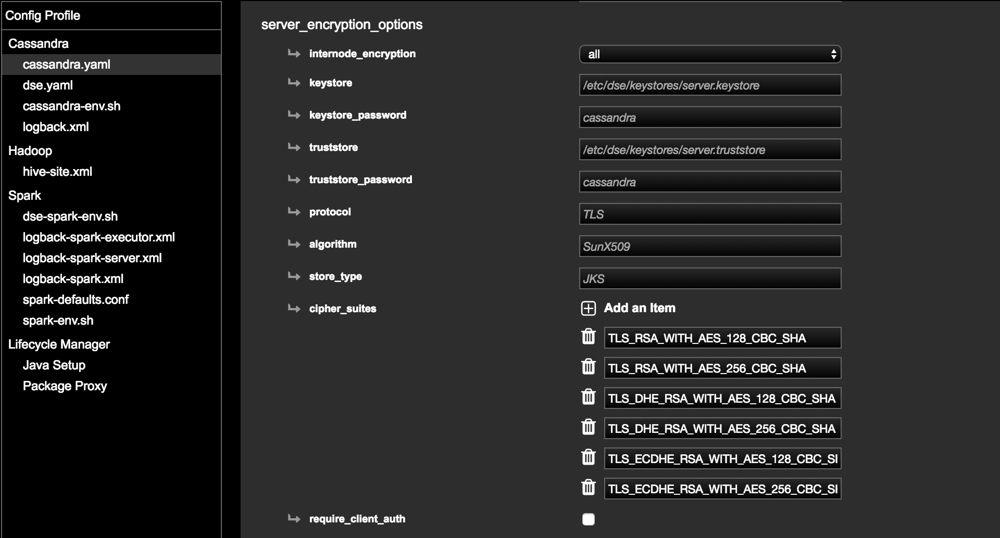 Config Profile
Cassandra
cassandra.yaml
dse.yaml
cassandra-env.sh
logback.xml
Hadoop
hive-site.xml
Spark
dse-spark-env.sh
logback-spark-executor.xml
logback-spark-server.xml
logback-spark.xml
spark-defaults.conf
spark-env.sh
Lifecycle Manager
Java Setup
Package Proxy
server_encryption_options
internode_encryption all
keystore /etc/dse/keystores/server.keystore
keystore_password cassandra
truststore /etc/dse/keystores/server.truststore
truststore_password cassandra
protocol TLS
algorithm SunX509
store_type JKS
cipher_suites Add an Item
TLS_RSA_WITH_AES_128_CBC_SHA
TLS_RSA_WITH_AES_256_CBC_SHA
TLS_DHE_RSA_WITH_AES_128_CBC_SHA
TLS_DHE_RSA_WITH_AES_256_CBC_SHA
TLS_ECDHE_RSA_WITH_AES_128_CBC_S
TLS_ECDHE_RSA_WITH_AES_256_CBC_S
require_client_auth